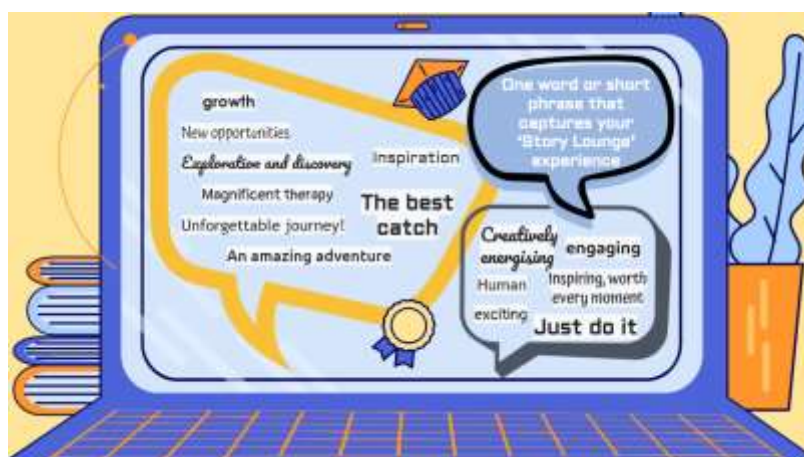 One word or short
phrase that
captures your
'Story Lounge'
experience
growth
New opportunities
Exploration and discovery
Inspiration
Magnificent therapy
The best
catch
Unforgettable journey!
An amazing adventure
Creatively
energising
engaging
Human
Inspiring, worth
every moment
exciting
Just do it